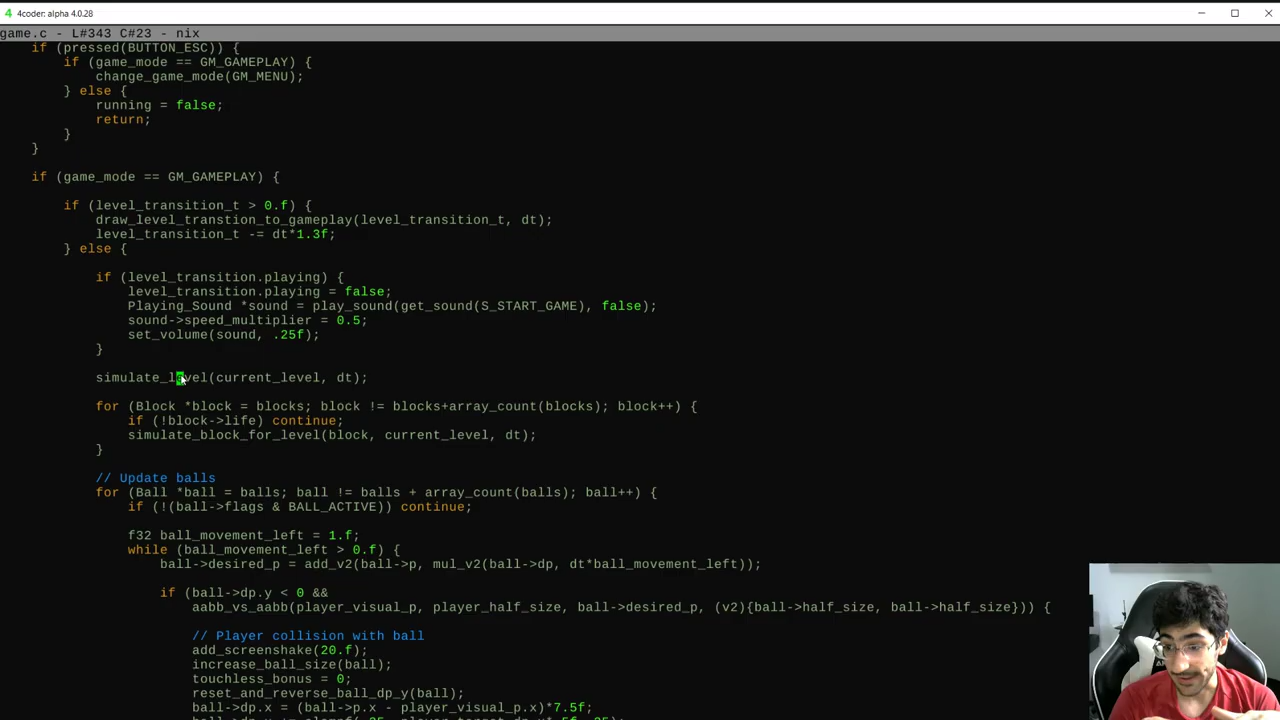 4 4coder: alpha 4.0.28
game.c - L#343 C#23 - nix
if (pressed(BUTTON_ESC)) {
if (game_mode == GM_GAMEPLAY) {
change_game_mode(GM_MENU);
} else {
running = false;
return;
}
}
if (game_mode == GM_GAMEPLAY) {
if (level_transition_t > 0.f) {
draw_level_transtion_to_gameplay(level_transition_t, dt);
level_transition_t -= dt*1.3f;
} else {
if (level_transition.playing) {
level_transition.playing = false;
Playing_Sound *sound = play_sound(get_sound(S_START_GAME), false);
sound->speed_multiplier = 0.5;
set_volume(sound, .25f);
}
simulate_level(current_level, dt);
for (Block *block = blocks; block != blocks+array_count(blocks); block++) {
if (!block->life) continue;
simulate_block_for_level(block, current_level, dt);
}
// Update balls
for (Ball *ball = balls; ball != balls + array_count(balls); ball++) {
if (!(ball->flags & BALL_ACTIVE)) continue;
f32 ball_movement_left = 1.f;
while (ball_movement_left > 0.f) {
ball->desired_p = add_v2(ball->p, mul_v2(ball->dp, dt*ball_movement_left));
if (ball->dp.y < 0 &&
aabb_vs_aabb(player_visual_p, player_half_size, ball->desired_p, (v2){ball->half_size, ball->half_size})) {
// Player collision with ball
add_screenshake(20.f);
increase_ball_size(ball);
touchless_bonus = 0;
reset_and_reverse_ball_dp_y(ball);
ball->dp.x = (ball->p.x - player_visual_p.x)*7.5f;